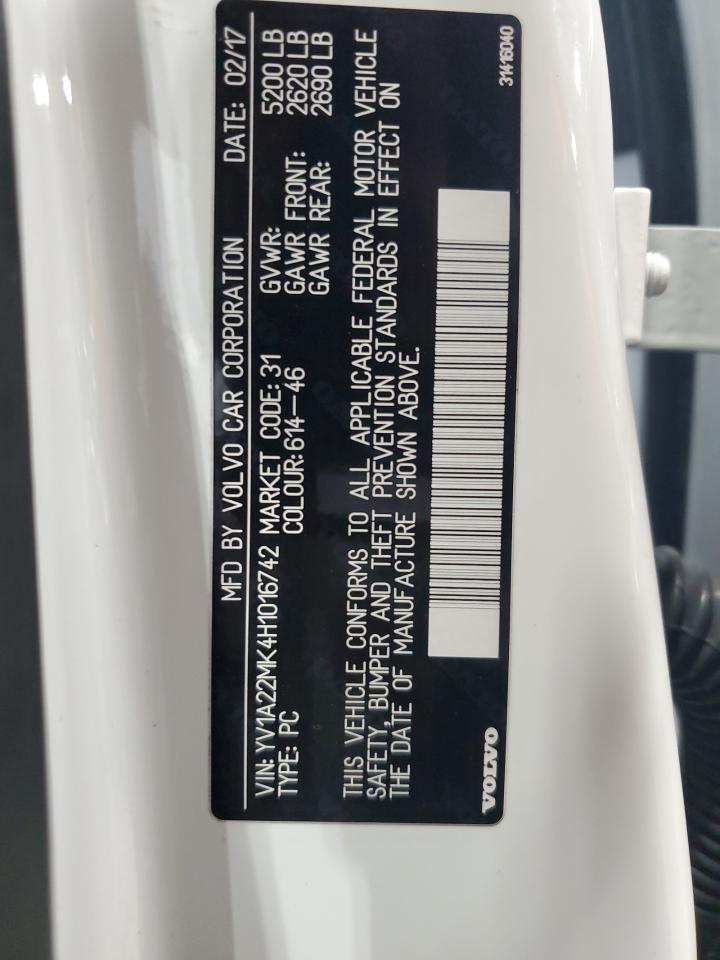 MFD BY VOLVO CAR CORPORATION DATE: 02/17
VIN: YV1A22MK4H1016742 MARKET CODE: 31 GVWR: 5200 LB
TYPE: PC COLOUR: 614-46 GAWR FRONT: 2620 LB
GAWR REAR: 2690 LB
THIS VEHICLE CONFORMS TO ALL APPLICABLE FEDERAL MOTOR VEHICLE
SAFETY, BUMPER AND THEFT PREVENTION STANDARDS IN EFFECT ON
THE DATE OF MANUFACTURE SHOWN ABOVE.
VOLVO 31416040